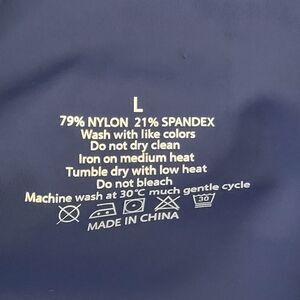 L
79% NYLON 21% SPANDEX
Wash with like colors
Do not dry clean
Iron on medium heat
Tumble dry with low heat
Do not bleach
Machine wash at 30°C much gentle cycle
30
MADE IN CHINA